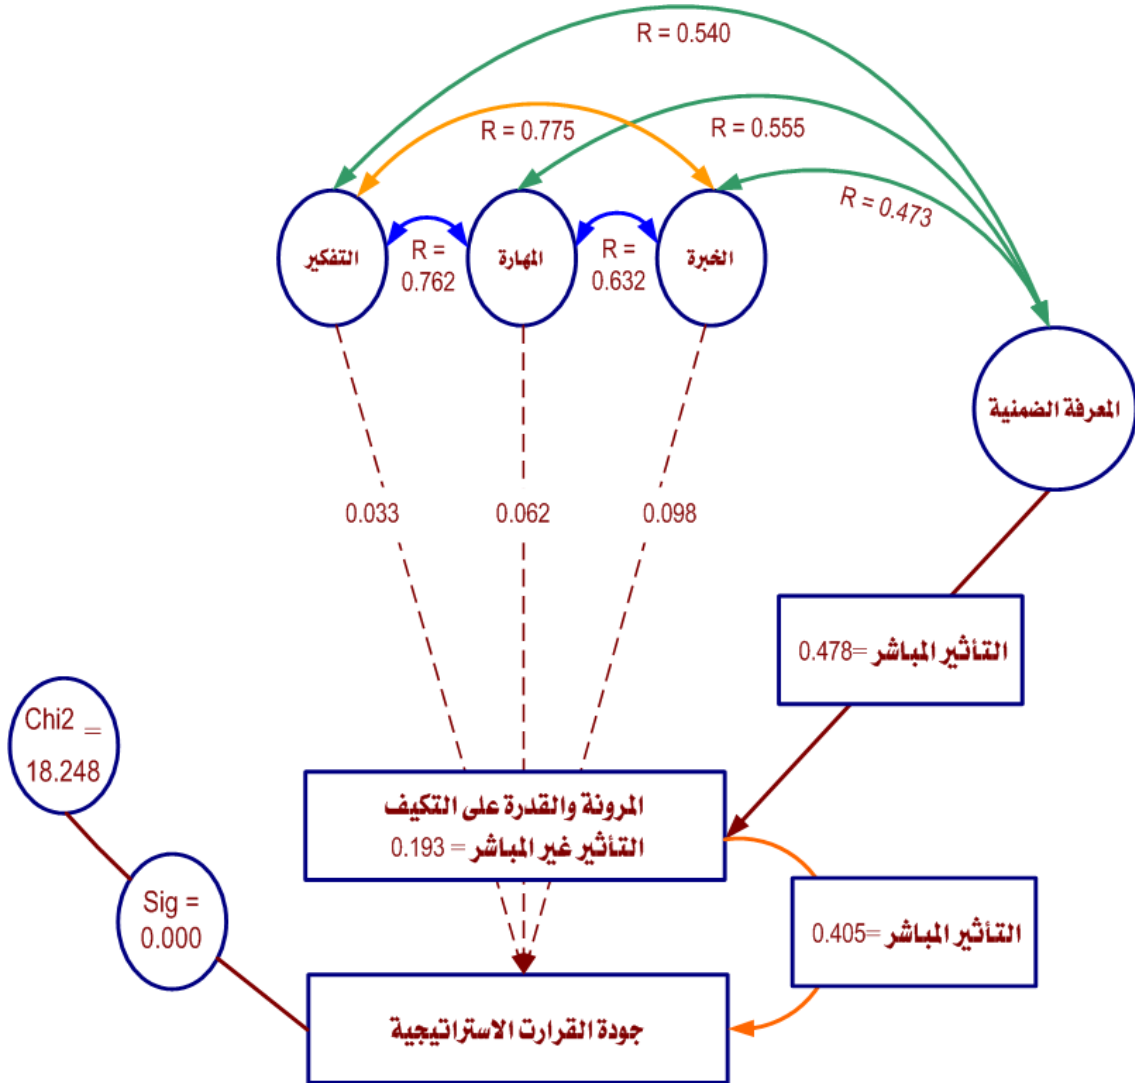 R = 0.540
R = 0.775
R = 0.555
R = 0.473
التفكير
R =
0.762
المهارة
R =
0.632
الخبرة
المعرفة الضمنية
0.033
0.062
0.098
التأثير المباشر=0.478
Chi2 =
18.248
المرونة والقدرة على التكيف
التأثير غير المباشر = 0.193
Sig =
0.000
التأثير المباشر=0.405
جودة القرارت الاستراتيجية